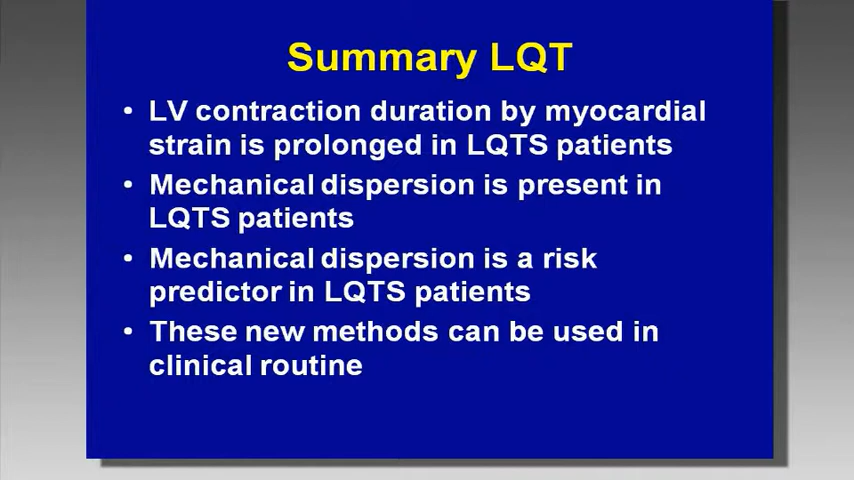 Summary LQT
• LV contraction duration by myocardial
strain is prolonged in LQTS patients
• Mechanical dispersion is present in
LQTS patients
• Mechanical dispersion is a risk
predictor in LQTS patients
• These new methods can be used in
clinical routine